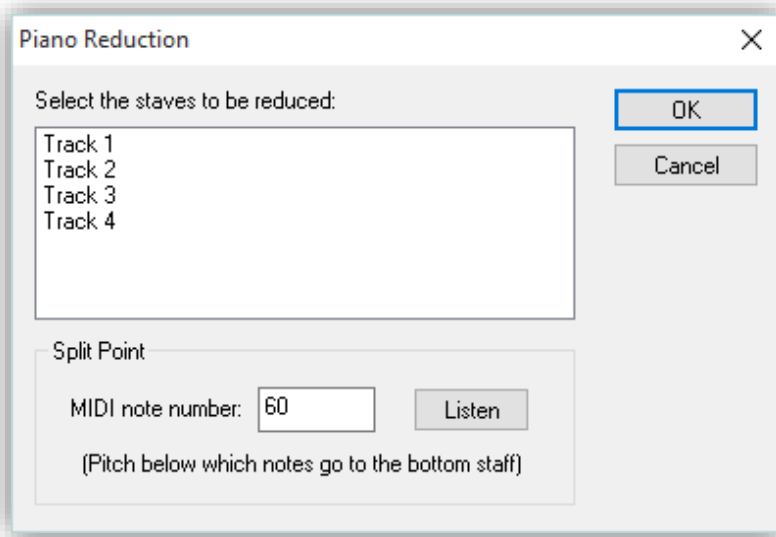 Piano Reduction
Select the staves to be reduced:
OK
Track 1
Track 2
Cancel
Track 3
Track 4
Split Point
MIDI note number: 60 Listen
(Pitch below which notes go to the bottom staff)